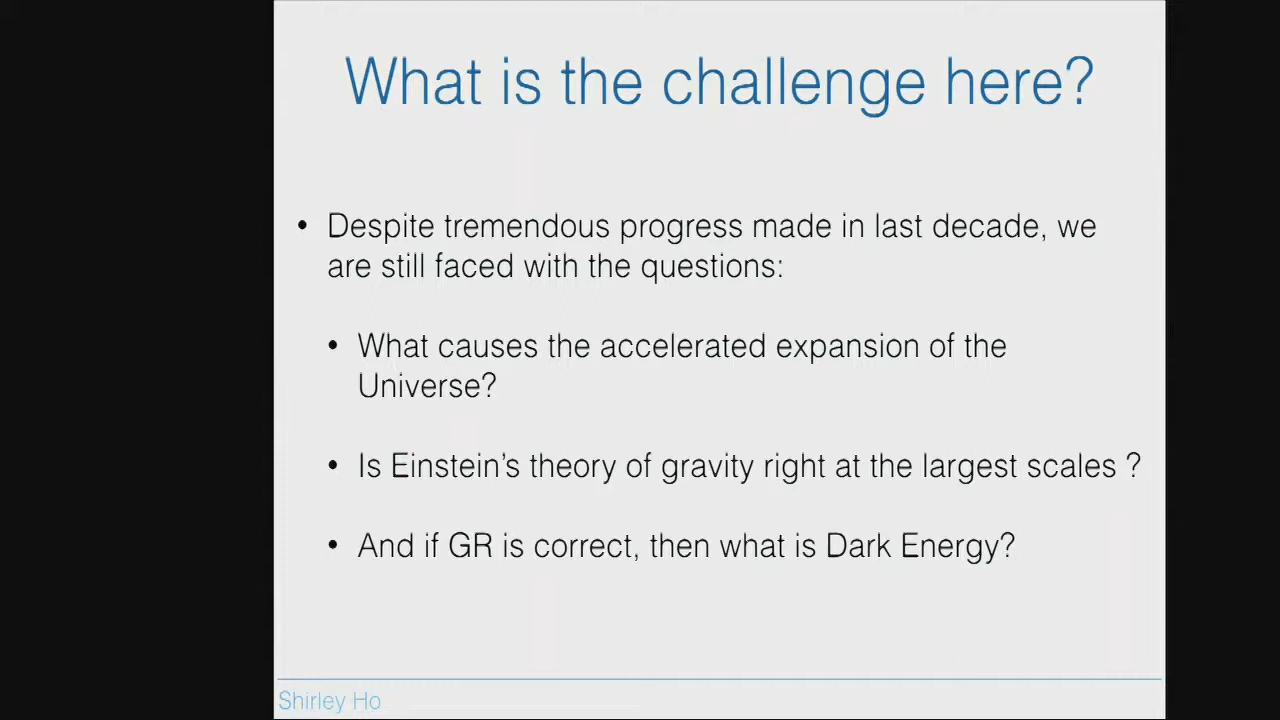 What is the challenge here?
• Despite tremendous progress made in last decade, we
are still faced with the questions:
• What causes the accelerated expansion of the
Universe?
• Is Einstein's theory of gravity right at the largest scales ?
• And if GR is correct, then what is Dark Energy?
Shirley Ho